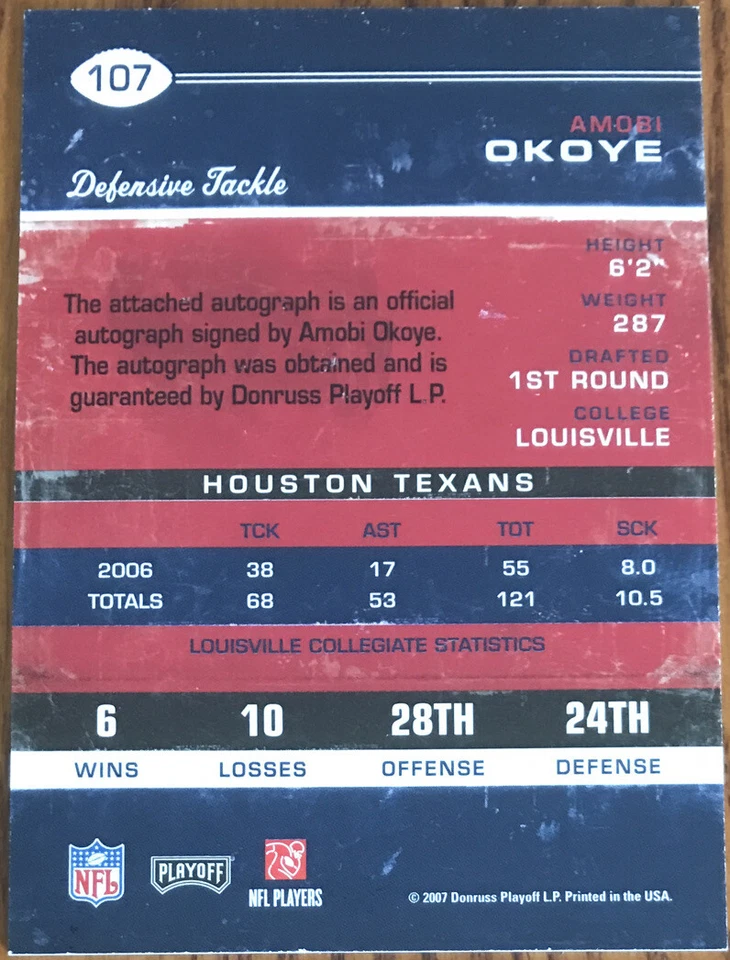 107
AMOBI
OKOYE
Defensive Tackle
HEIGHT
6'2"
WEIGHT
287
DRAFTED
1ST ROUND
COLLEGE
LOUISVILLE
The attached autograph is an official
autograph signed by Amobi Okoye.
The autograph was obtained and is
guaranteed by Donruss Playoff L.P.
HOUSTON TEXANS
TCK AST TOT SCK
2006 38 17 55 8.0
TOTALS 68 53 121 10.5
LOUISVILLE COLLEGIATE STATISTICS
6 10 28TH 24TH
WINS LOSSES OFFENSE DEFENSE
NFL PLAYOFF NFL PLAYERS
© 2007 Donruss Playoff L.P. Printed in the USA.